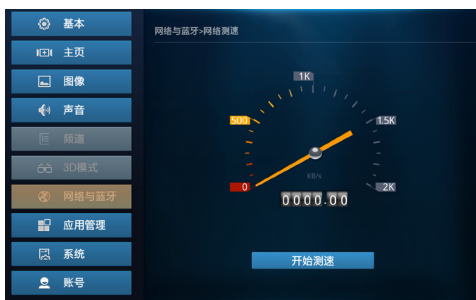 基本
主页
图像
声音
频道
3D模式
网络与蓝牙
应用管理
系统
账号
网络与蓝牙>网络测速
1K
500
1.5K
KB/s
0
2K
0000.00
开始测速